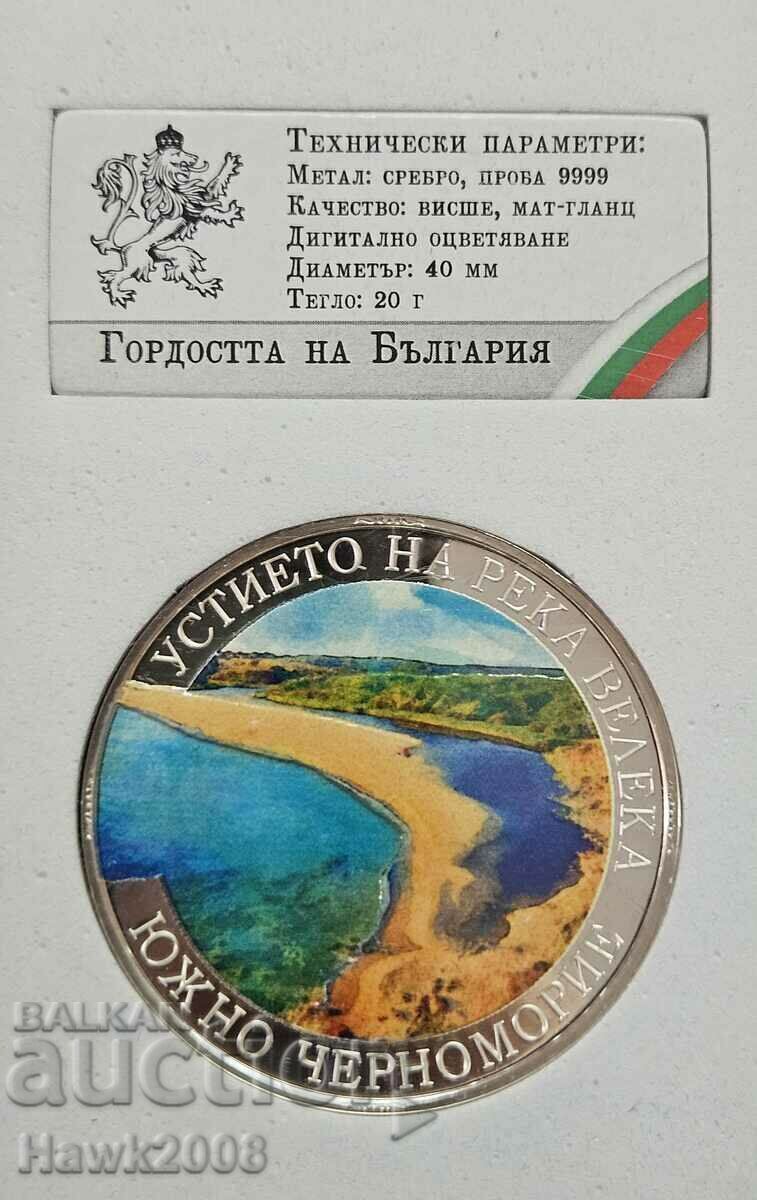 Технически параметри:
Метал: сребро, проба 9999
Качество: висше, мат-гланц
Дигитално оцветяване
Диаметър: 40 мм
Тегло: 20 г
Гордостта на България
УСТИЕТО НА РЕКА ВЕЛЕКА
ЮЖНО ЧЕРНОМОРИЕ
BALKAN
auction
Hawk2008